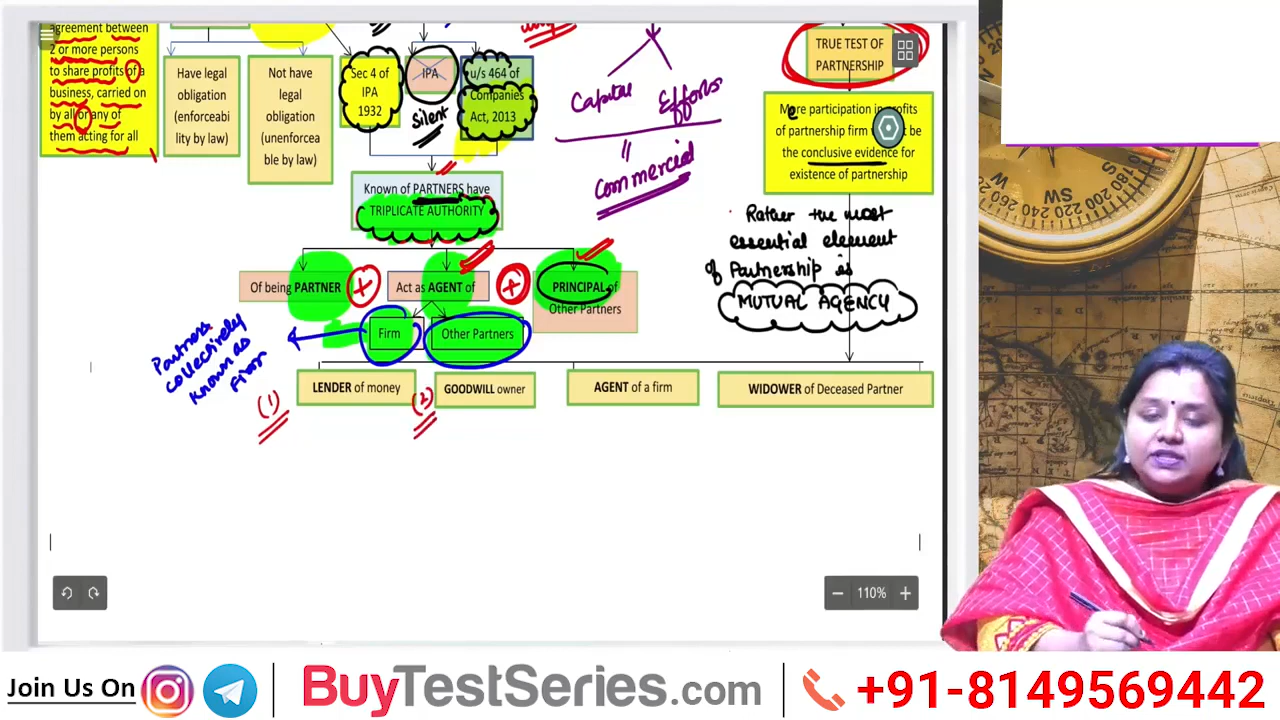 agreement between
2 or more persons
to share profits of a
business, carried on
by all or any of
them acting for all
Have legal
obligation
(enforceabi
lity by law)
Not have
legal
obligation
(unenforcea
ble by law)
Sec 4 of
IPA
1932
IPA
Silent
u/s 464 of
Companies
Act, 2013
Capital
Efforts
Commercial
TRUE TEST OF
PARTNERSHIP
Mere participation in profits
of partnership firm be
the conclusive evidence for
existence of partnership
Known of PARTNERS have
TRIPLICATE AUTHORITY
Rather the most
essential element
of Partnership is
MUTUAL AGENCY
Of being PARTNER
+
Act as AGENT of
+
PRINCIPAL of
Other Partners
Firm
Other Partners
Partners
collectively
known as
Firm
(1)
LENDER of money
(2)
GOODWILL owner
AGENT of a firm
WIDOWER of Deceased Partner
110%
Join Us On
BuyTestSeries.com
+91-8149569442